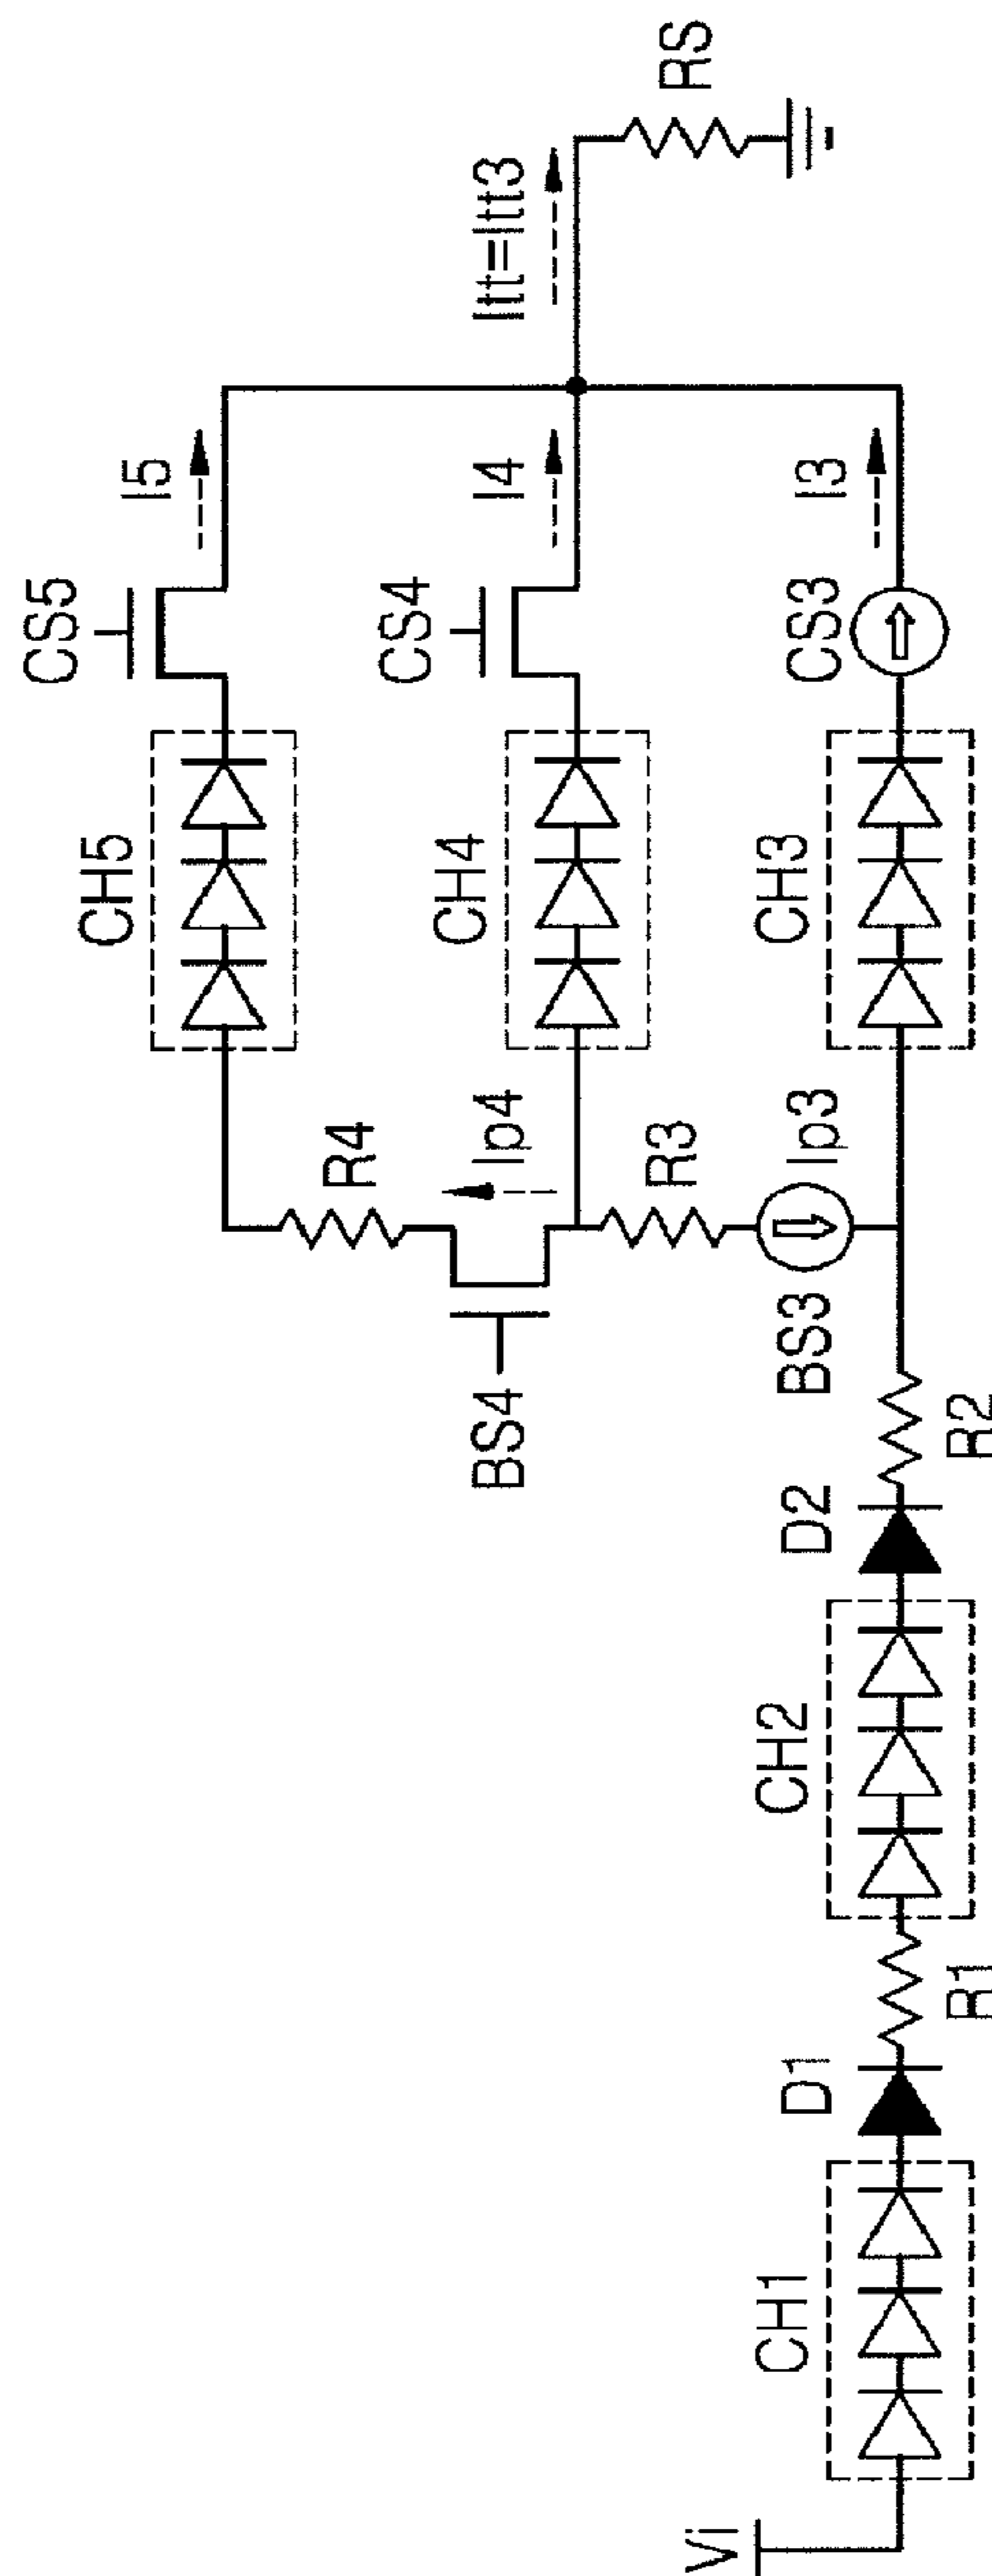 RS
Itt=Itt3
I5
I4
I3
CS5
CS4
CS3
CH5
CH4
CH3
R4
Ip4
R3
Ip3
BS4
BS3
R2
D2
CH2
R1
D1
CH1
Vi